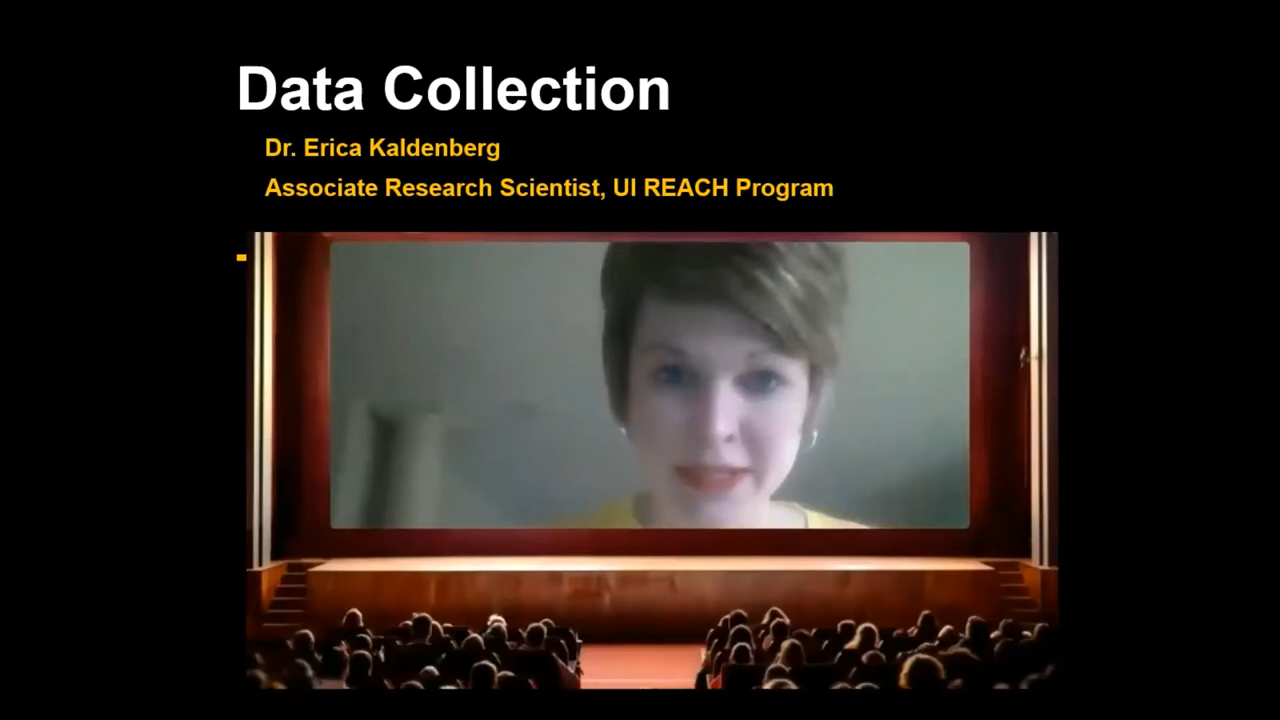 Data Collection
Dr. Erica Kaldenberg
Associate Research Scientist, UI REACH Program